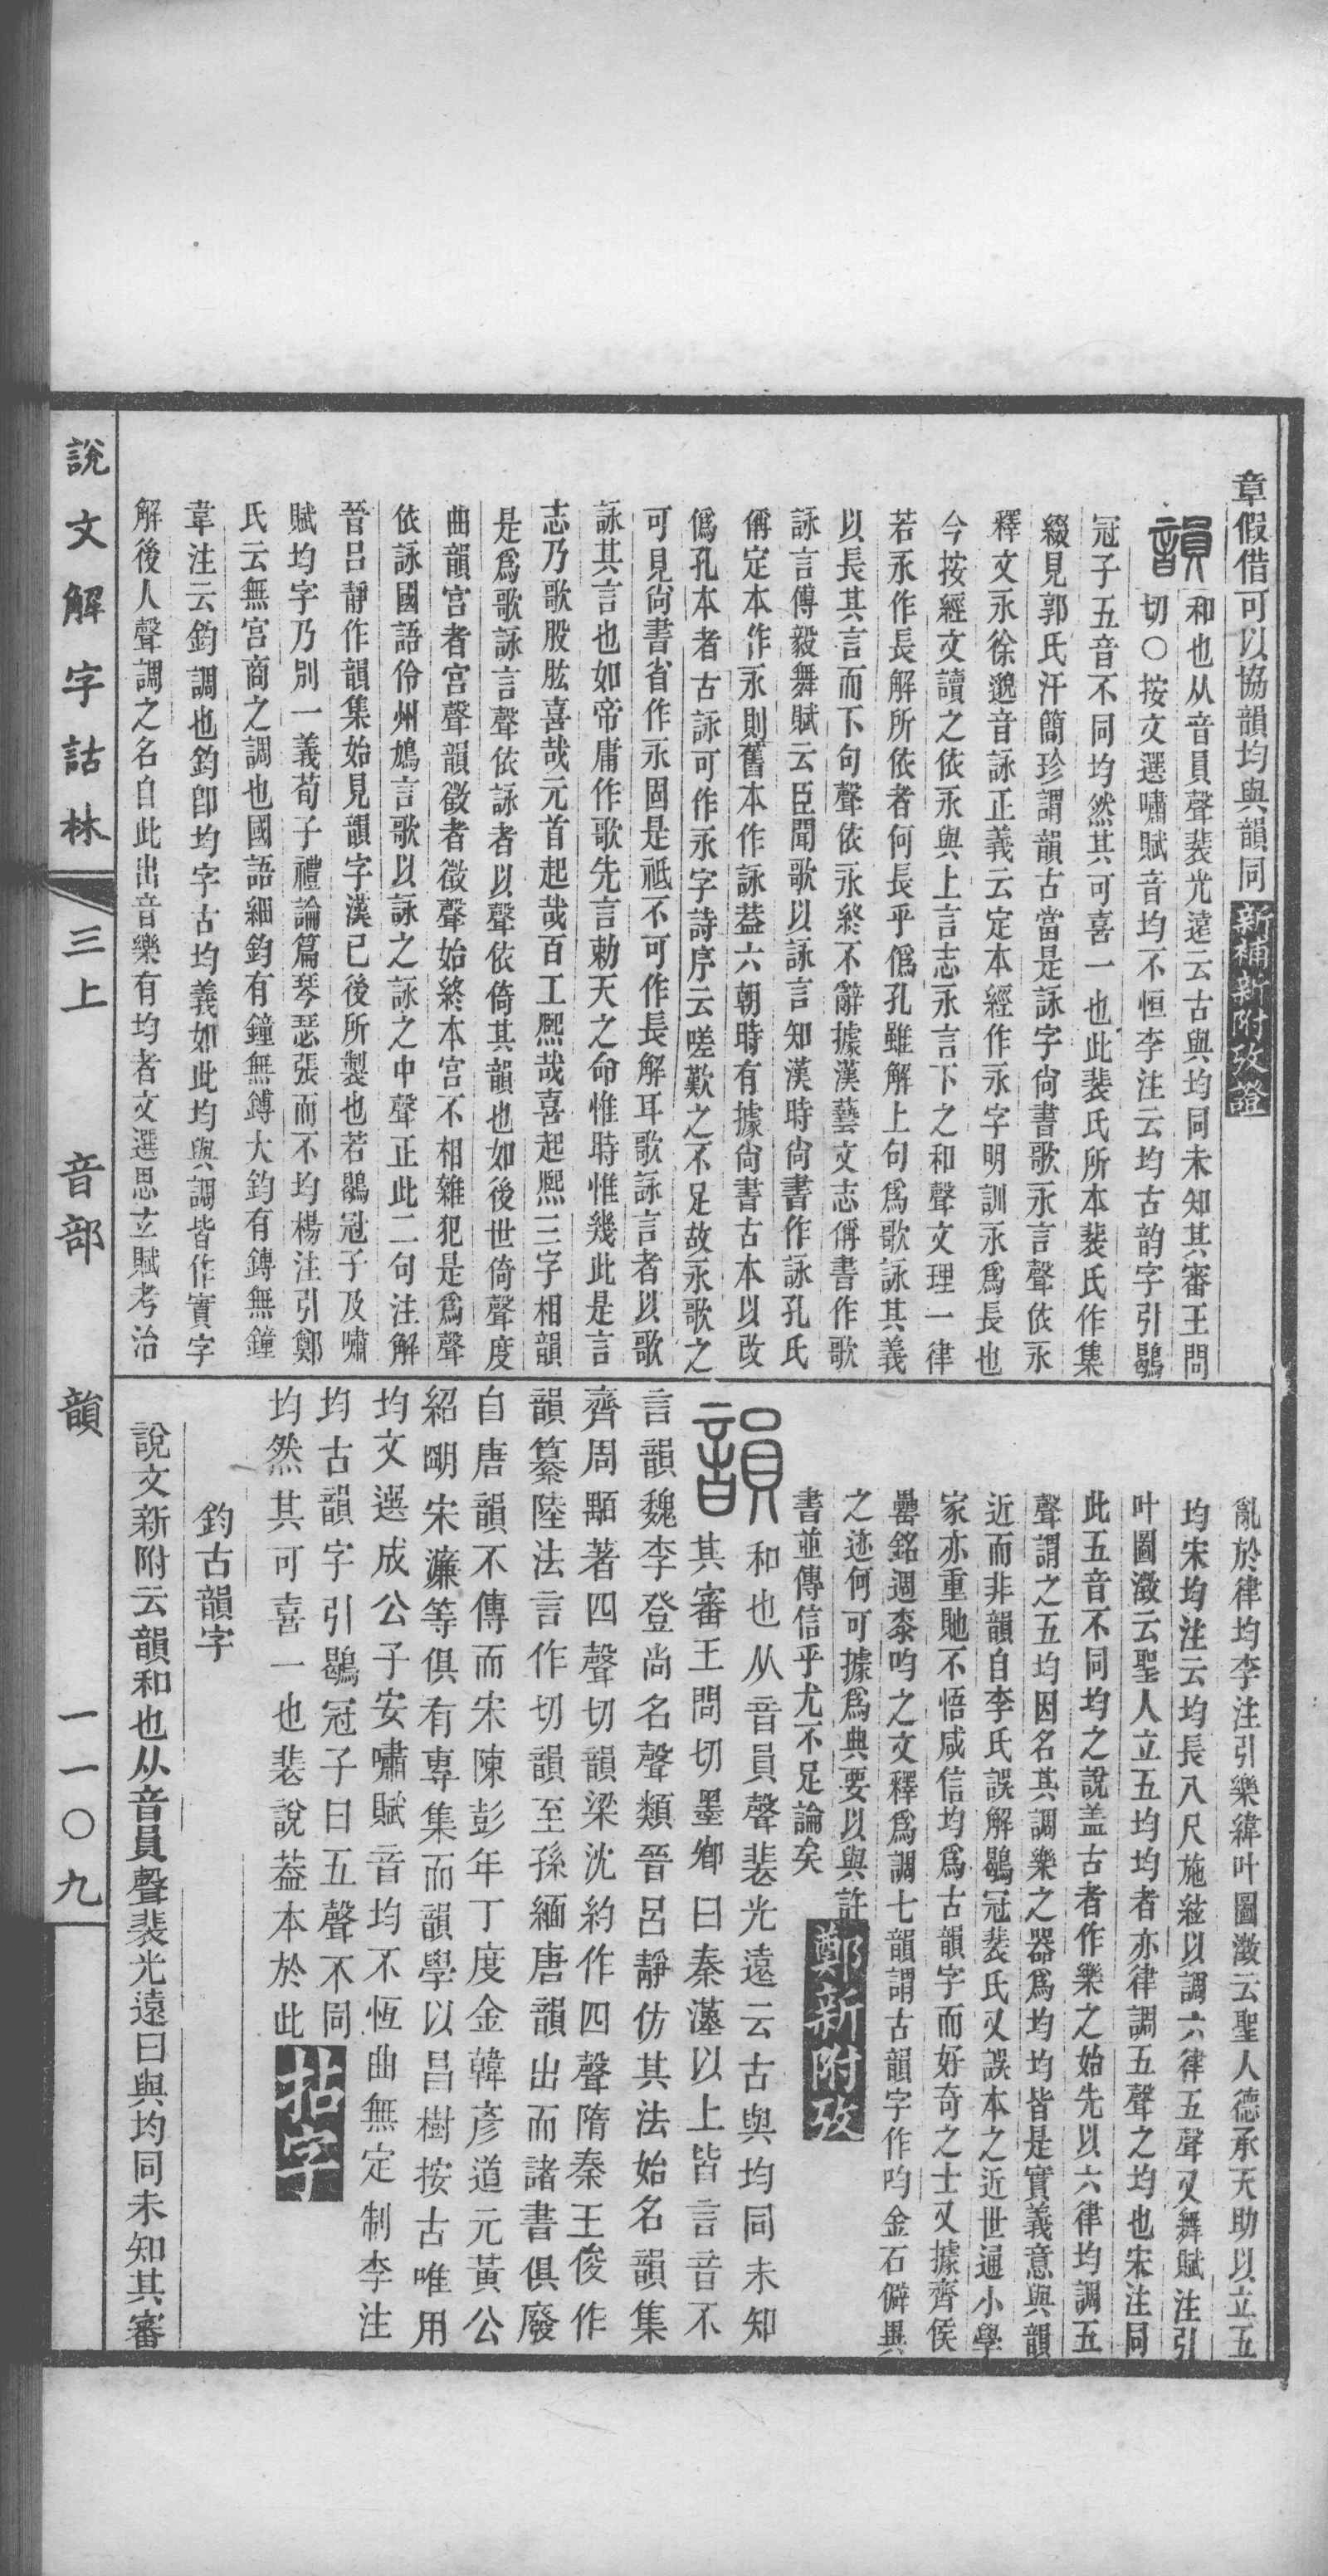 章假借可以協韻均與韻同 新補新附攷證
韻 和也从音員聲裴光遠云古與均同未知其審王問
切〇按文選嘯賦音均不恒李注云均古韵字引鶡
冠子五音不同均然其可喜一也此裴氏所本裴氏作集
綴見郭氏汗簡珍謂韻古當是詠字尙書歌永言聲依永
釋文永徐邈音詠正義云定本經作永字明訓永爲長也
今按經文讀之依永與上言志永言下之和聲文理一律
若永作長解所依者何長乎僞孔雖解上句爲歌詠其義
以長其言而下句聲依永終不辭據漢藝文志偁書作歌
詠言傅毅舞賦云臣聞歌以詠言知漢時尙書作詠孔氏
偁定本作永則舊本作詠葢六朝時有據尙書古本以改
僞孔本者古詠可作永字詩序云嗟歎之不足故永歌之
可見尙書省作永固是祗不可作長解耳歌詠言者以歌
詠其言也如帝庸作歌先言勅天之命惟時惟幾此是言
志乃歌股肱喜哉元首起哉百工熙哉喜起熙三字相韻
是爲歌詠言聲依詠者以聲依倚其韻也如後世倚聲度
曲韻宮者宮聲韻徵者徵聲始終本宮不相雜犯是爲聲
依詠國語伶州鳩言歌以詠之詠之中聲正此二句注解
晉呂靜作韻集始見韻字漢已後所製也若鶡冠子及嘯
賦均字乃別一義荀子禮論篇琴瑟張而不均楊注引鄭
氏云無宮商之調也國語細鈞有鐘無鎛大鈞有鎛無鐘
韋注云鈞調也鈞卽均字古均義如此均與調皆作實字
解後人聲調之名自此出音樂有均者文選思玄賦考治
亂於律均李注引樂緯叶圖澂云聖人德承天助以立五
均宋均注云均長八尺施絃以調六律五聲又舞賦注引
叶圖澂云聖人立五均均者亦律調五聲之均也宋注同
此五音不同均之說盖古者作樂之始先以六律均調五
聲謂之五均因名其調樂之器爲均均皆是實義意與韻
近而非韻自李氏誤解鶡冠裴氏又誤本之近世通小學
家亦重貤不悟咸信均爲古韻字而好奇之士又據齊侯
罍銘週桼呁之文釋爲調七韻謂古韻字作呁金石僻異
之迹何可據爲典要以與許
書並傳信乎尤不足論矣 鄭新附攷
韻 和也从音員聲裴光遠云古與均同未知
其審王問切墨鄉曰秦漢以上皆言音不
言韻魏李登尚名聲類晉呂靜仿其法始名韻集
齊周顒著四聲切韻梁沈約作四聲隋秦王俊作
韻纂陸法言作切韻至孫緬唐韻出而諸書俱廢
自唐韻不傳而宋陳彭年丁度金韓彥道元黃公
紹明宋濂等俱有專集而韻學以昌樹按古唯用
均文選成公子安嘯賦音均不恆曲無定制李注
均古韻字引鶡冠子曰五聲不同
均然其可喜一也裴說葢本於此 拈字
鈞古韻字
說文新附云韻和也从音員聲裴光遠曰與均同未知其審
說文解字詁林 三上 音部 韻 一一〇九